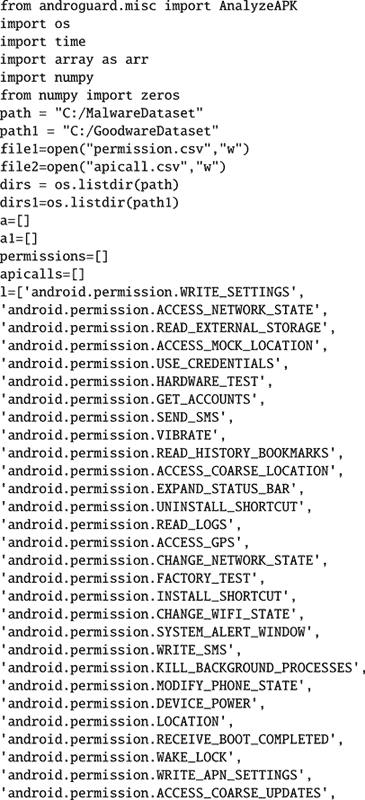 from androguard.misc import AnalyzeAPK
import os
import time
import array as arr
import numpy
from numpy import zeros
path = "C:/MalwareDataset"
path1 = "C:/GoodwareDataset"
file1=open("permission.csv","w")
file2=open("apicall.csv","w")
dirs = os.listdir(path)
dirs1=os.listdir(path1)
a=[]
a1=[]
permissions=[]
apicalls=[]
l=['android.permission.WRITE_SETTINGS',
'android.permission.ACCESS_NETWORK_STATE',
'android.permission.READ_EXTERNAL_STORAGE',
'android.permission.ACCESS_MOCK_LOCATION',
'android.permission.USE_CREDENTIALS',
'android.permission.HARDWARE_TEST',
'android.permission.GET_ACCOUNTS',
'android.permission.SEND_SMS',
'android.permission.VIBRATE',
'android.permission.READ_HISTORY_BOOKMARKS',
'android.permission.ACCESS_COARSE_LOCATION',
'android.permission.EXPAND_STATUS_BAR',
'android.permission.UNINSTALL_SHORTCUT',
'android.permission.READ_LOGS',
'android.permission.ACCESS_GPS',
'android.permission.CHANGE_NETWORK_STATE',
'android.permission.FACTORY_TEST',
'android.permission.INSTALL_SHORTCUT',
'android.permission.CHANGE_WIFI_STATE',
'android.permission.SYSTEM_ALERT_WINDOW',
'android.permission.WRITE_SMS',
'android.permission.KILL_BACKGROUND_PROCESSES',
'android.permission.MODIFY_PHONE_STATE',
'android.permission.DEVICE_POWER',
'android.permission.LOCATION',
'android.permission.RECEIVE_BOOT_COMPLETED',
'android.permission.WAKE_LOCK',
'android.permission.WRITE_APN_SETTINGS',
'android.permission.ACCESS_COARSE_UPDATES',